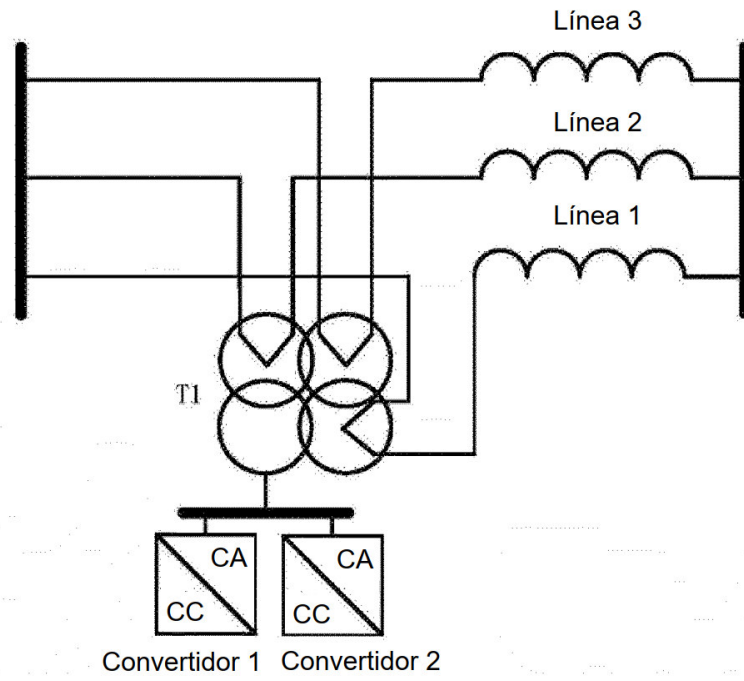 Línea 3
Línea 2
Línea 1
T1
CA
CC
CA
CC
Convertidor 1
Convertidor 2